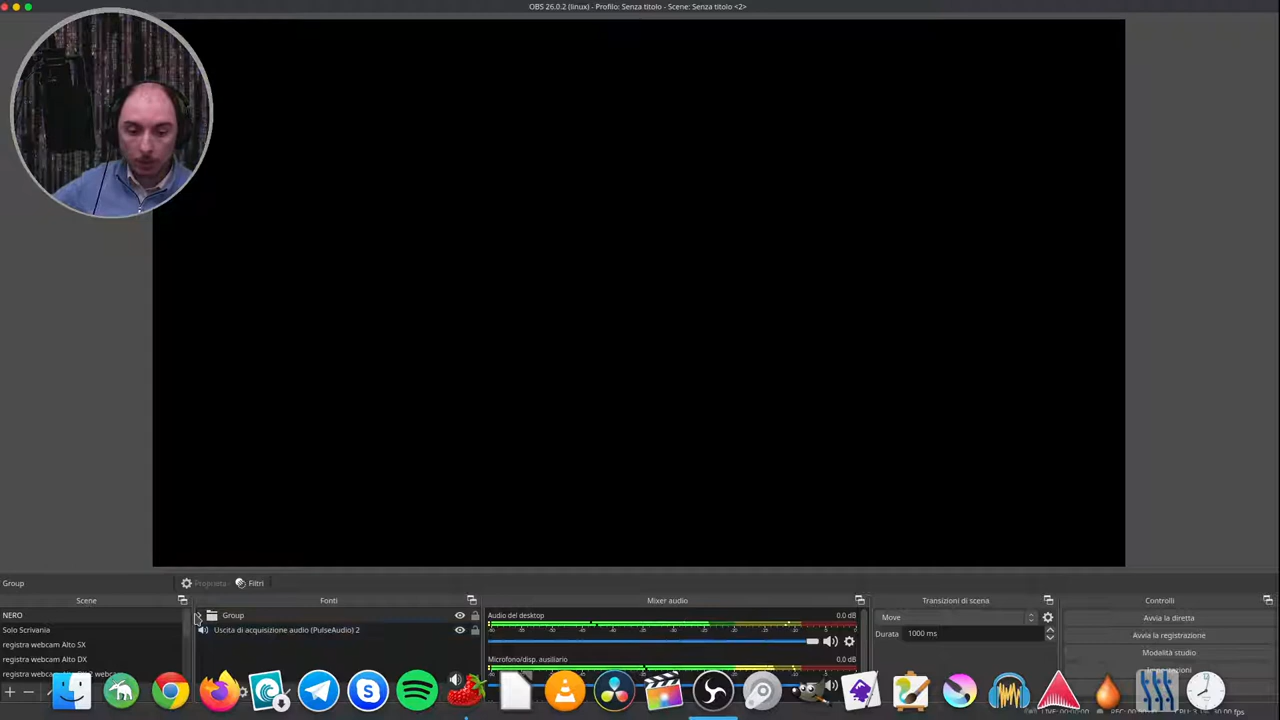 OBS 26.0.2 (linux) - Profilo: Senza titolo - Scene: Senza titolo <2>
Group
Proprietà
Filtri
Scene
Fonti
Mixer audio
Transizioni di scena
Controlli
NERO
Solo Scrivania
registra webcam Alto SX
registra webcam Alto DX
Group
Uscita di acquisizione audio (PulseAudio) 2
Audio del desktop
0.0 dB
Microfono/disp. ausiliario
0.0 dB
Move
Durata
1000 ms
Avvia la diretta
Avvia la registrazione
Modalità studio
Impostazioni